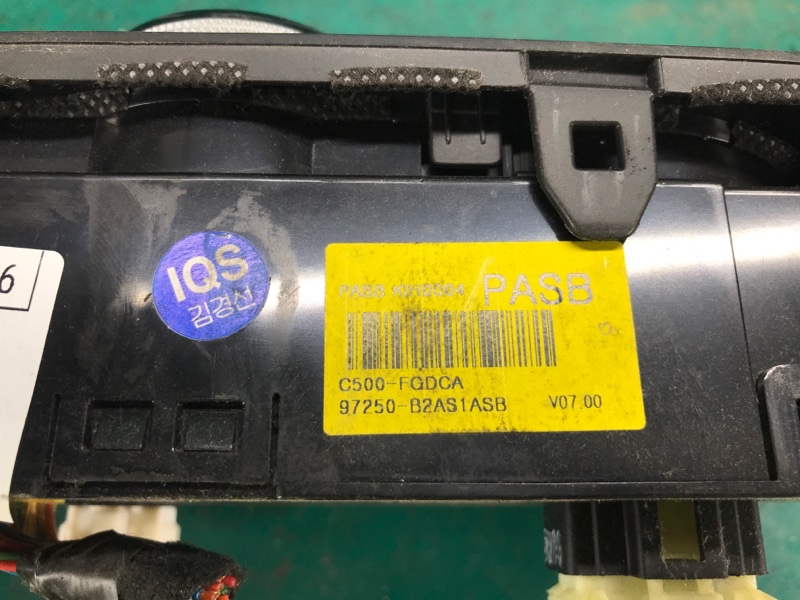 6
IQS
김경선
PASB
C500-FGDCA
97250-B2AS1ASB V07.00